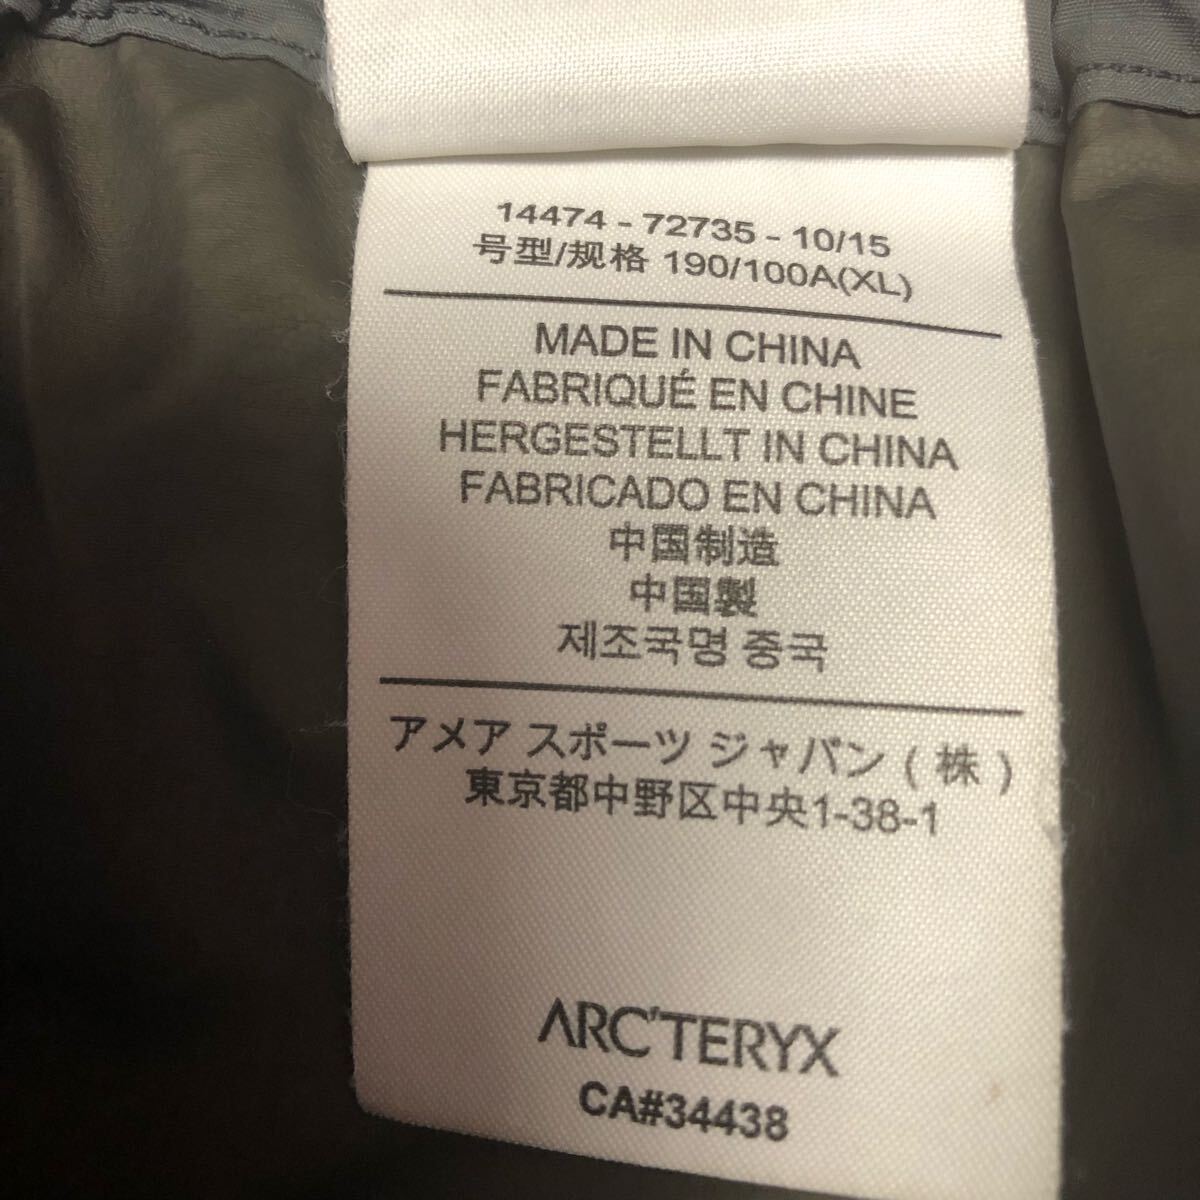 14474 - 72735 - 10/15
号型/规格 190/100A(XL)
MADE IN CHINA
FABRIQUÉ EN CHINE
HERGESTELLT IN CHINA
FABRICADO EN CHINA
中国制造
中国製
제조국명 중국
アメア スポーツ ジャパン ( 株 )
東京都中野区中央1-38-1
ARC'TERYX
CA#34438